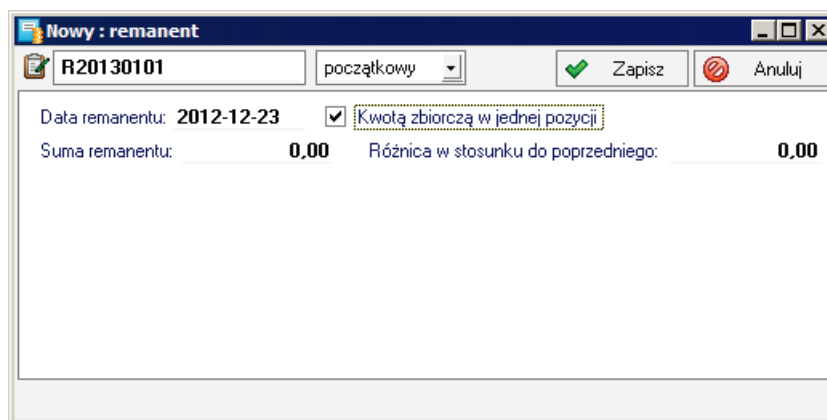 Nowy : remanent
R20130101 początkowy Zapisz Anuluj
Data remanentu: 2012-12-23 Kwotą zbiorczą w jednej pozycji
Suma remanentu: 0,00 Różnica w stosunku do poprzedniego: 0,00